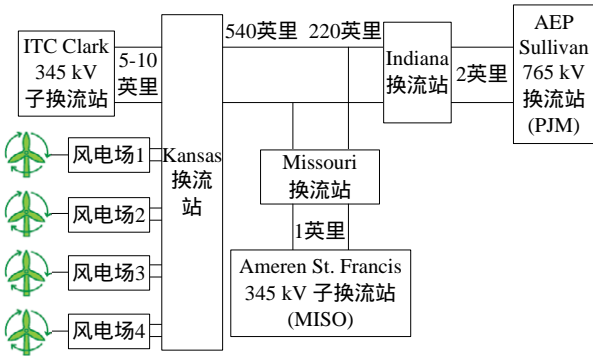 ITC Clark
345 kV
子换流站
5-10
英里
Kansas
换流
站
540英里
220英里
Indiana
换流站
2英里
AEP
Sullivan
765 kV
换流站
(PJM)
风电场1
风电场2
风电场3
风电场4
Missouri
换流站
1英里
Ameren St. Francis
345 kV 子换流站
(MISO)